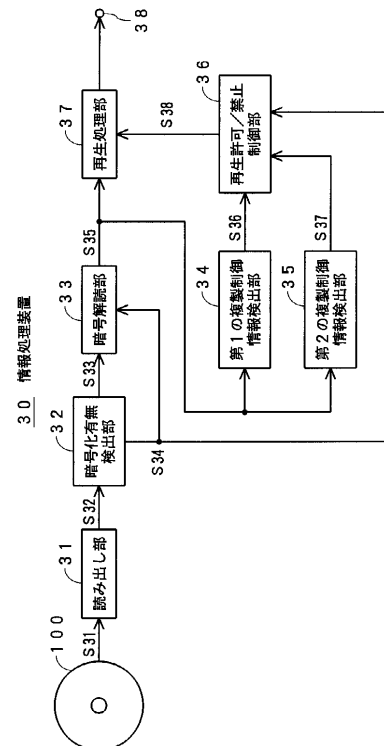 30 情報処理装置
100
S31
31
読み出し部
S32
32
暗号化有無
検出部
S33
S34
33
暗号解読部
S35
37
再生処理部
38
34
第1の複製制御
情報検出部
S36
35
第2の複製制御
情報検出部
S37
36
再生許可/禁止
制御部
S38